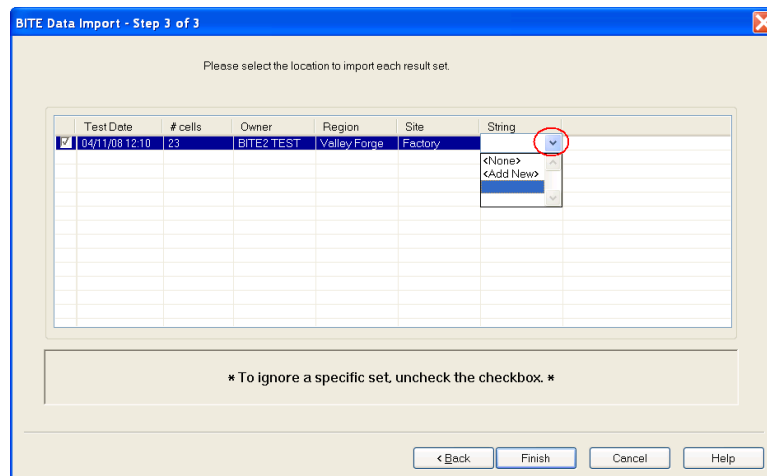 BITE Data Import - Step 3 of 3
Please select the location to import each result set.
Test Date # cells Owner Region Site String
04/11/08 12:10 23 BITE2 TEST Valley Forge Factory
<None>
<Add New>
* To ignore a specific set, uncheck the checkbox. *
< Back Finish Cancel Help